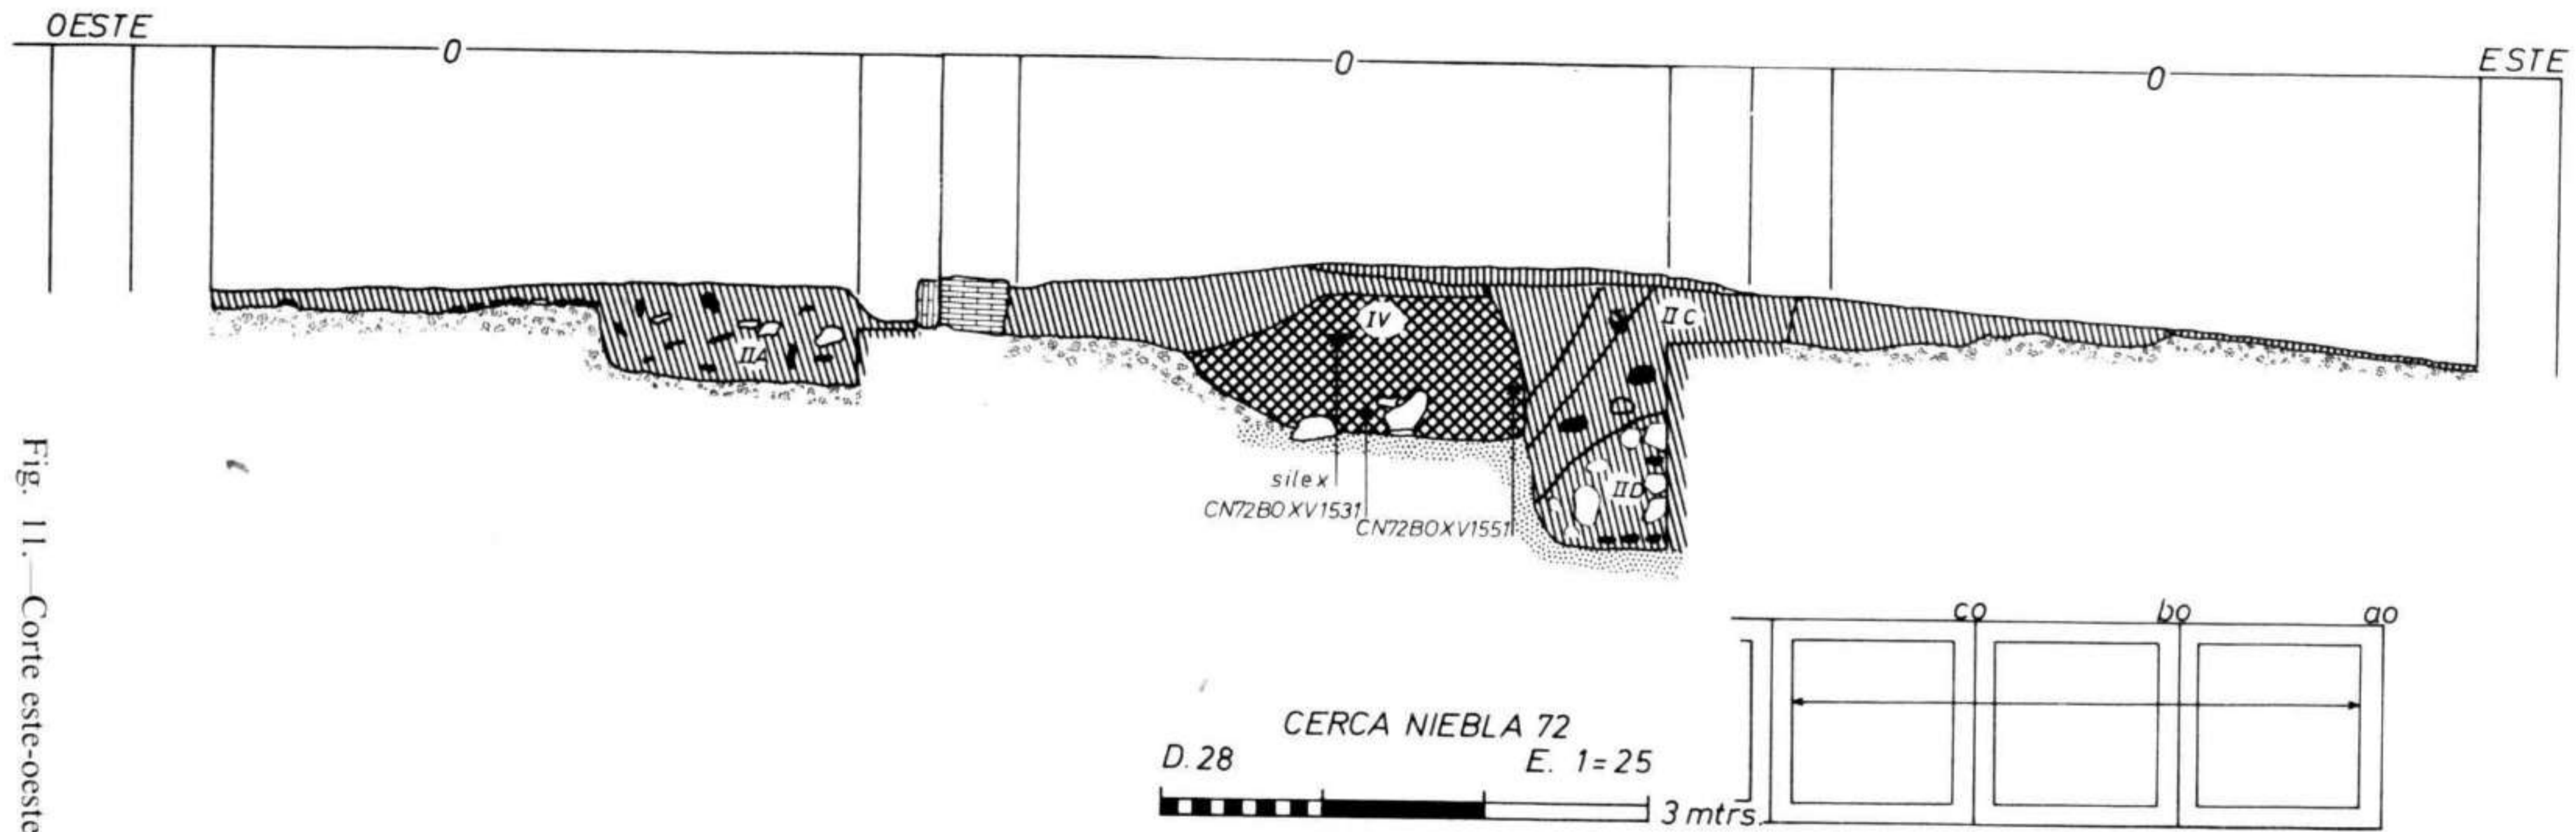 OESTE
0
0
0
ESTE
IIA
IV
IIC
IID
silex
CN72BOXV1531
CN72BOXV1551
co
bo
ao
CERCA NIEBLA 72
D. 28
E. 1=25
3 mtrs.
Fig. 11.—Corte este-oeste